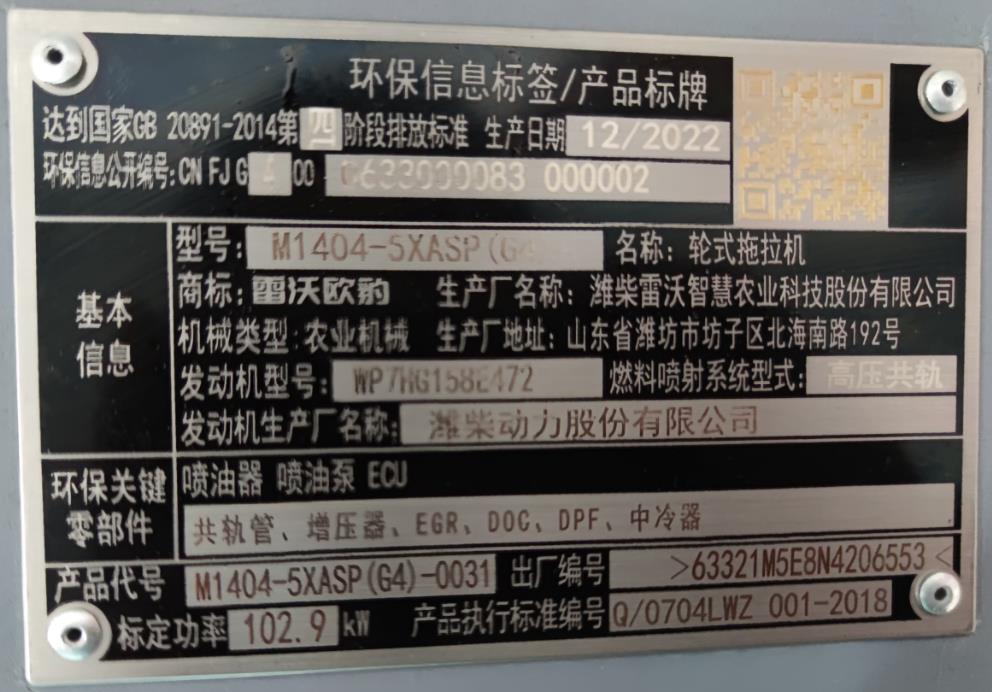 环保信息标签/产品标牌
达到国家GB 20891-2014第四阶段排放标准 生产日期 12/2022
环保信息公开编号:CN FJ G4 00 0633000083 000002
基本信息
型号: M1404-5XASP(G4) 名称: 轮式拖拉机
商标: 雷沃欧豹 生产厂名称: 潍柴雷沃智慧农业科技股份有限公司
机械类型: 农业机械 生产厂地址: 山东省潍坊市坊子区北海南路192号
发动机型号: WP7HG158E472 燃料喷射系统型式: 高压共轨
发动机生产厂名称: 潍柴动力股份有限公司
环保关键零部件
喷油器 喷油泵 ECU
共轨管、增压器、EGR、DOC、DPF、中冷器
产品代号 M1404-5XASP(G4)-0031 出厂编号 >63321M5E8N4206553<
标定功率 102.9 kW 产品执行标准编号 Q/0704LWZ 001-2018